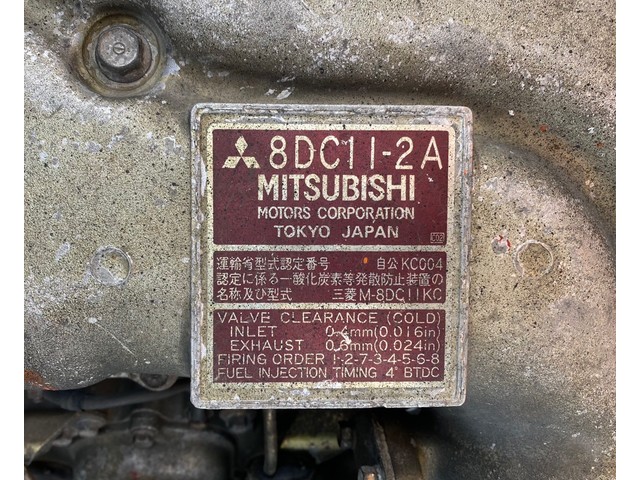 8DC11-2A
MITSUBISHI
MOTORS CORPORATION
TOKYO JAPAN
運輸省型式認定番号 自公KC004
認定に係る一酸化炭素等発散防止装置の
名称及び型式 三菱M-8DC11KC
VALVE CLEARANCE (COLD)
INLET 0.4mm(0.016in)
EXHAUST 0.6mm(0.024in)
FIRING ORDER 1-2-7-3-4-5-6-8
FUEL INJECTION TIMING 4° BTDC